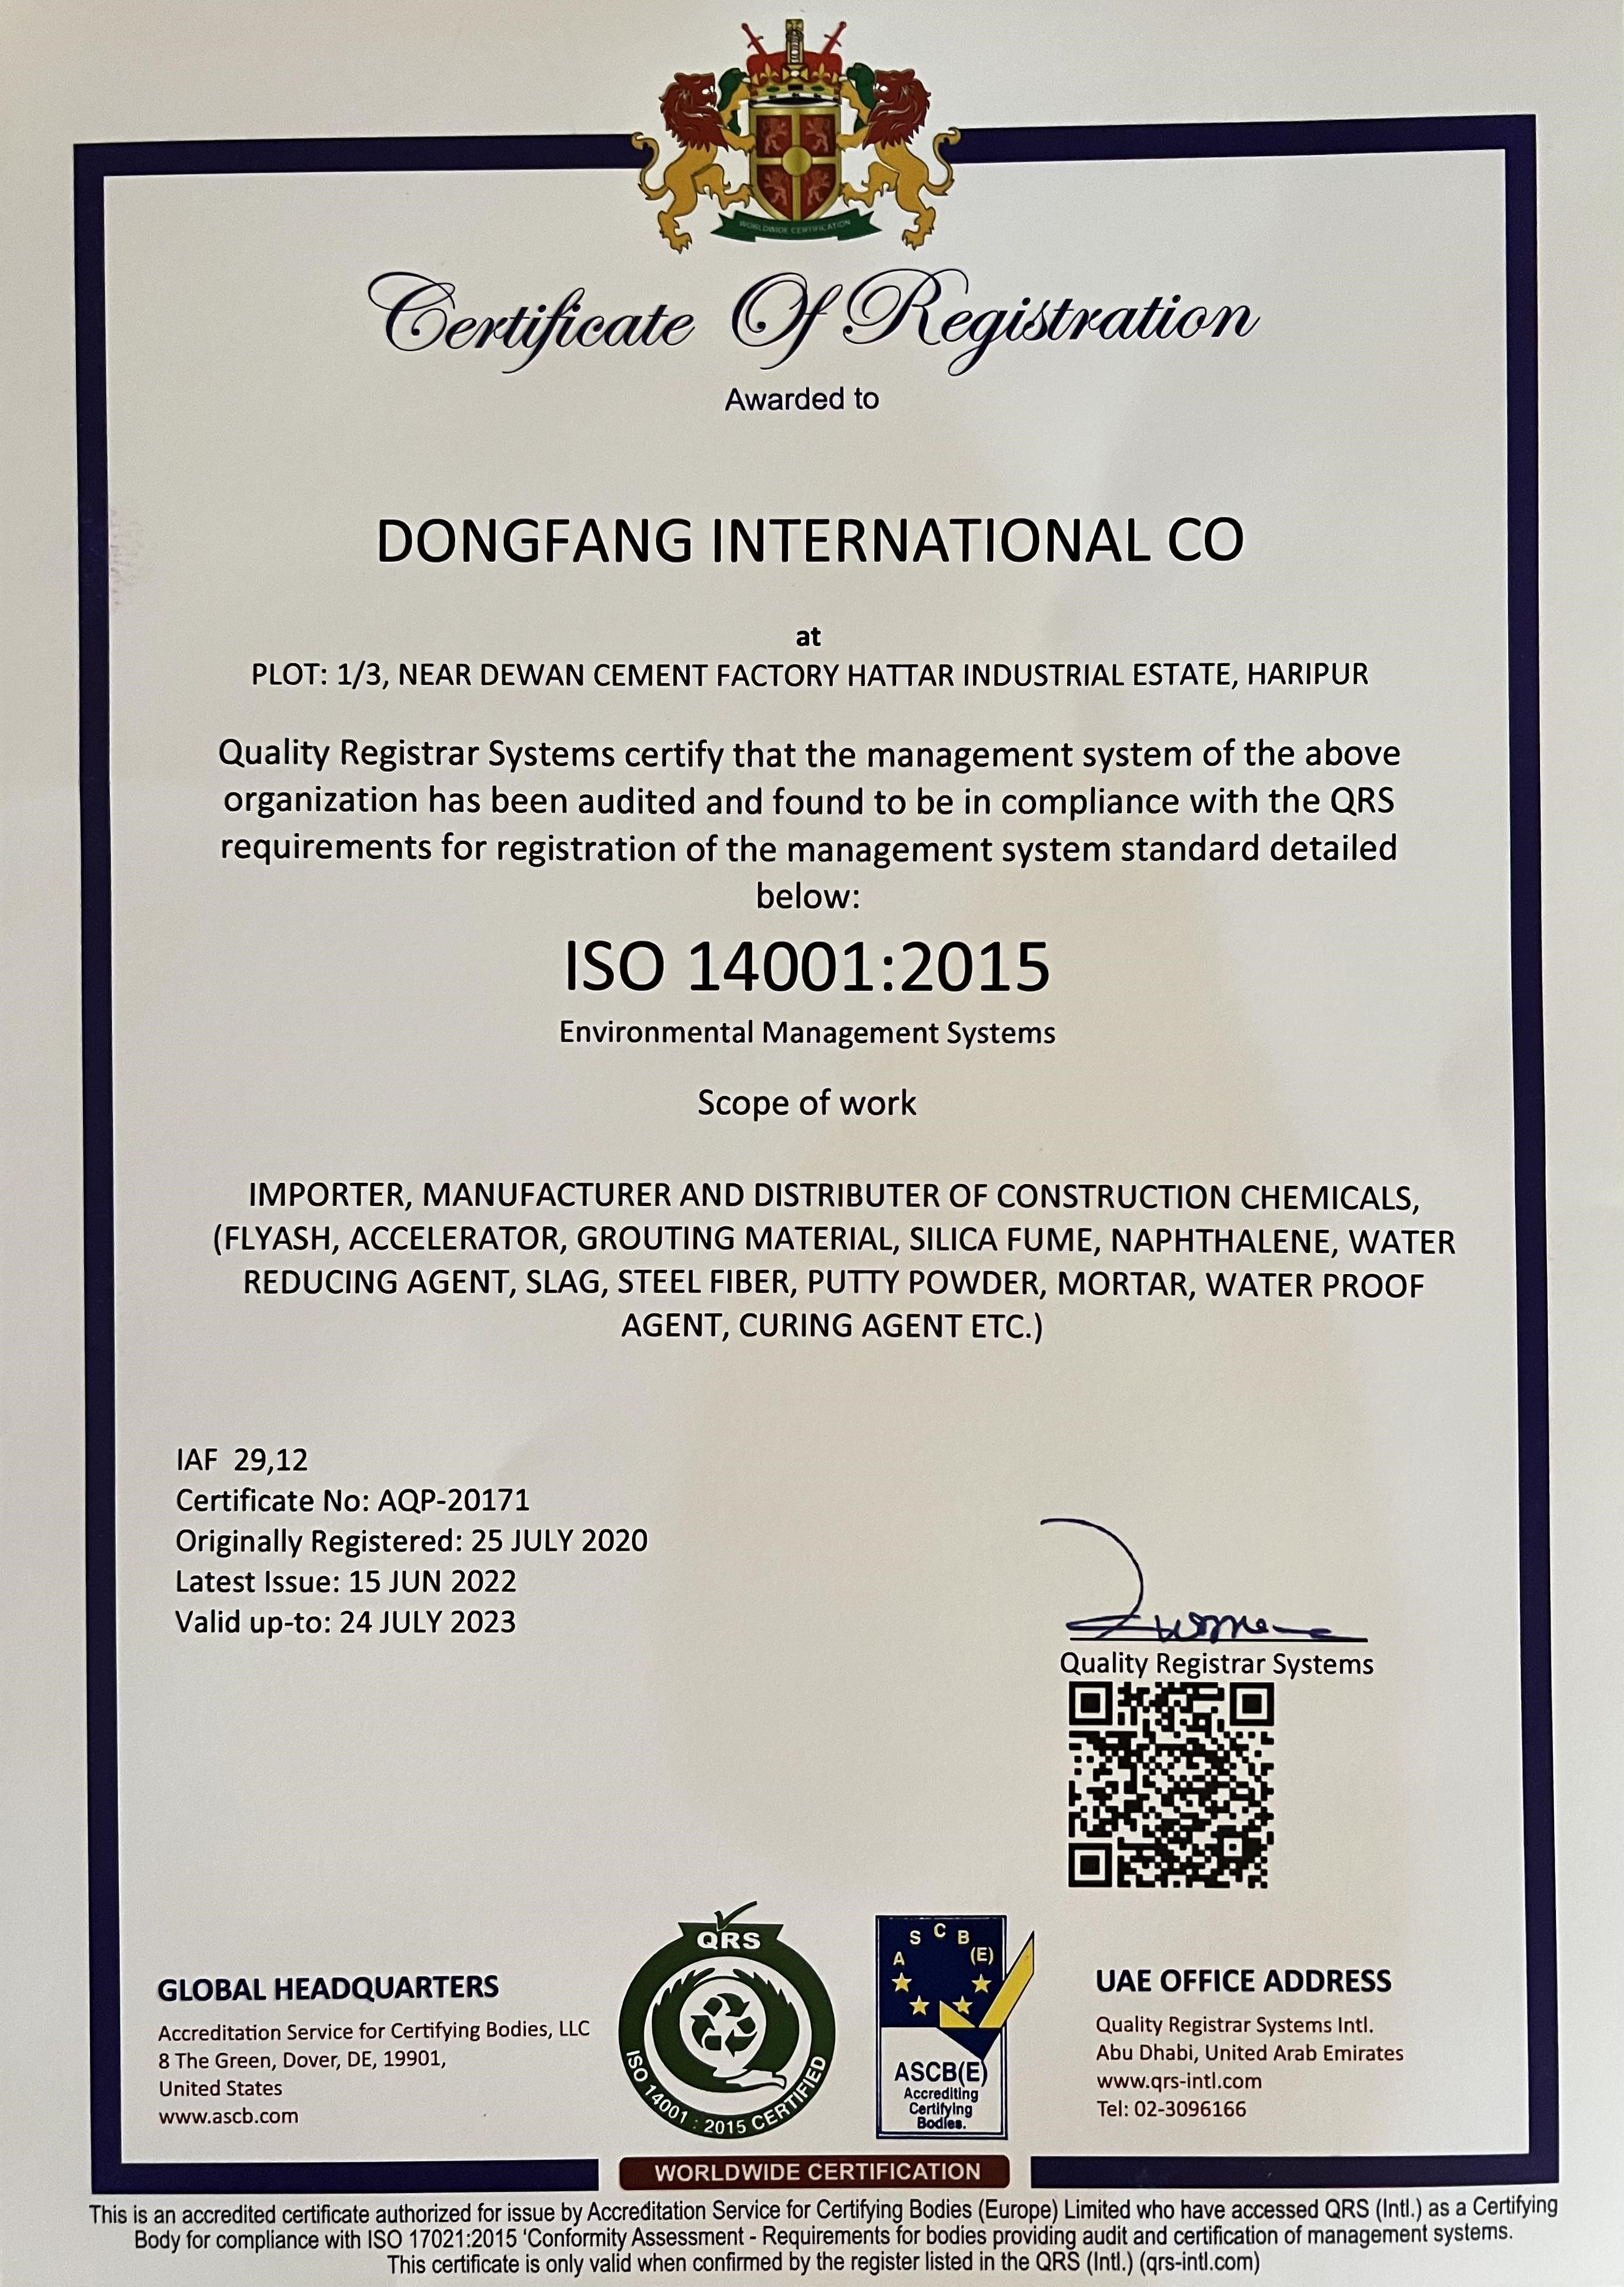 WORLDWIDE CERTIFICATION
Certificate Of Registration
Awarded to
DONGFANG INTERNATIONAL CO
at
PLOT: 1/3, NEAR DEWAN CEMENT FACTORY HATTAR INDUSTRIAL ESTATE, HARIPUR
Quality Registrar Systems certify that the management system of the above
organization has been audited and found to be in compliance with the QRS
requirements for registration of the management system standard detailed
below:
ISO 14001:2015
Environmental Management Systems
Scope of work
IMPORTER, MANUFACTURER AND DISTRIBUTER OF CONSTRUCTION CHEMICALS,
(FLYASH, ACCELERATOR, GROUTING MATERIAL, SILICA FUME, NAPHTHALENE, WATER
REDUCING AGENT, SLAG, STEEL FIBER, PUTTY POWDER, MORTAR, WATER PROOF
AGENT, CURING AGENT ETC.)
IAF 29,12
Certificate No: AQP-20171
Originally Registered: 25 JULY 2020
Latest Issue: 15 JUN 2022
Valid up-to: 24 JULY 2023
Quality Registrar Systems
GLOBAL HEADQUARTERS
Accreditation Service for Certifying Bodies, LLC
8 The Green, Dover, DE, 19901,
United States
www.ascb.com
QRS
ISO 14001 : 2015 CERTIFIED
A S C B (E)
ASCB(E)
Accrediting
Certifying
Bodies.
UAE OFFICE ADDRESS
Quality Registrar Systems Intl.
Abu Dhabi, United Arab Emirates
www.qrs-intl.com
Tel: 02-3096166
WORLDWIDE CERTIFICATION
This is an accredited certificate authorized for issue by Accreditation Service for Certifying Bodies (Europe) Limited who have accessed QRS (Intl.) as a Certifying
Body for compliance with ISO 17021:2015 'Conformity Assessment - Requirements for bodies providing audit and certification of management systems.
This certificate is only valid when confirmed by the register listed in the QRS (Intl.) (qrs-intl.com)